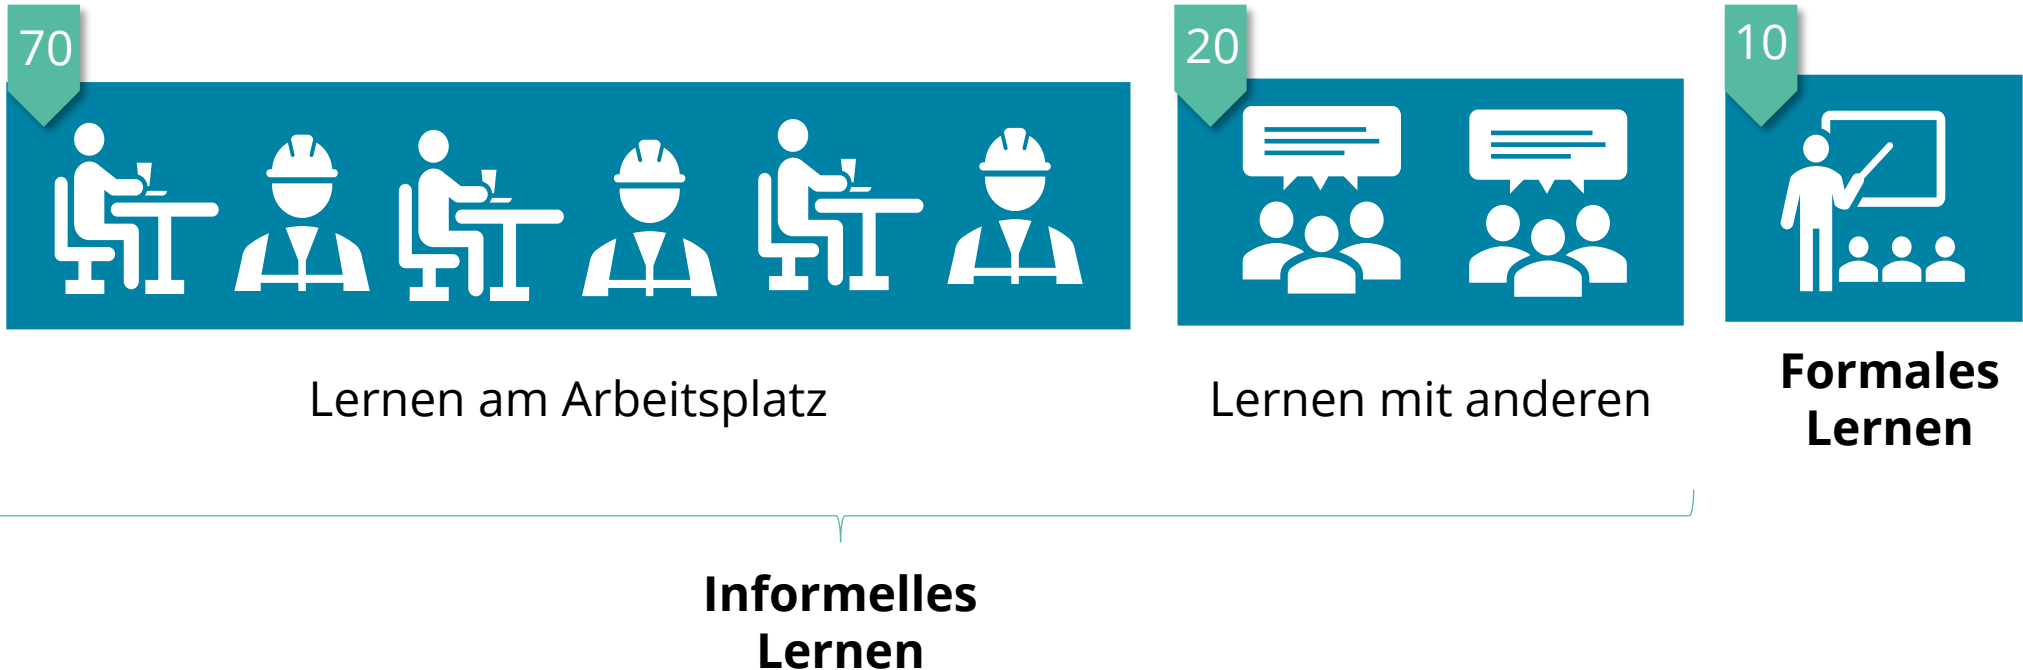 70
20
10
Lernen am Arbeitsplatz
Lernen mit anderen
Formales
Lernen
Informelles
Lernen